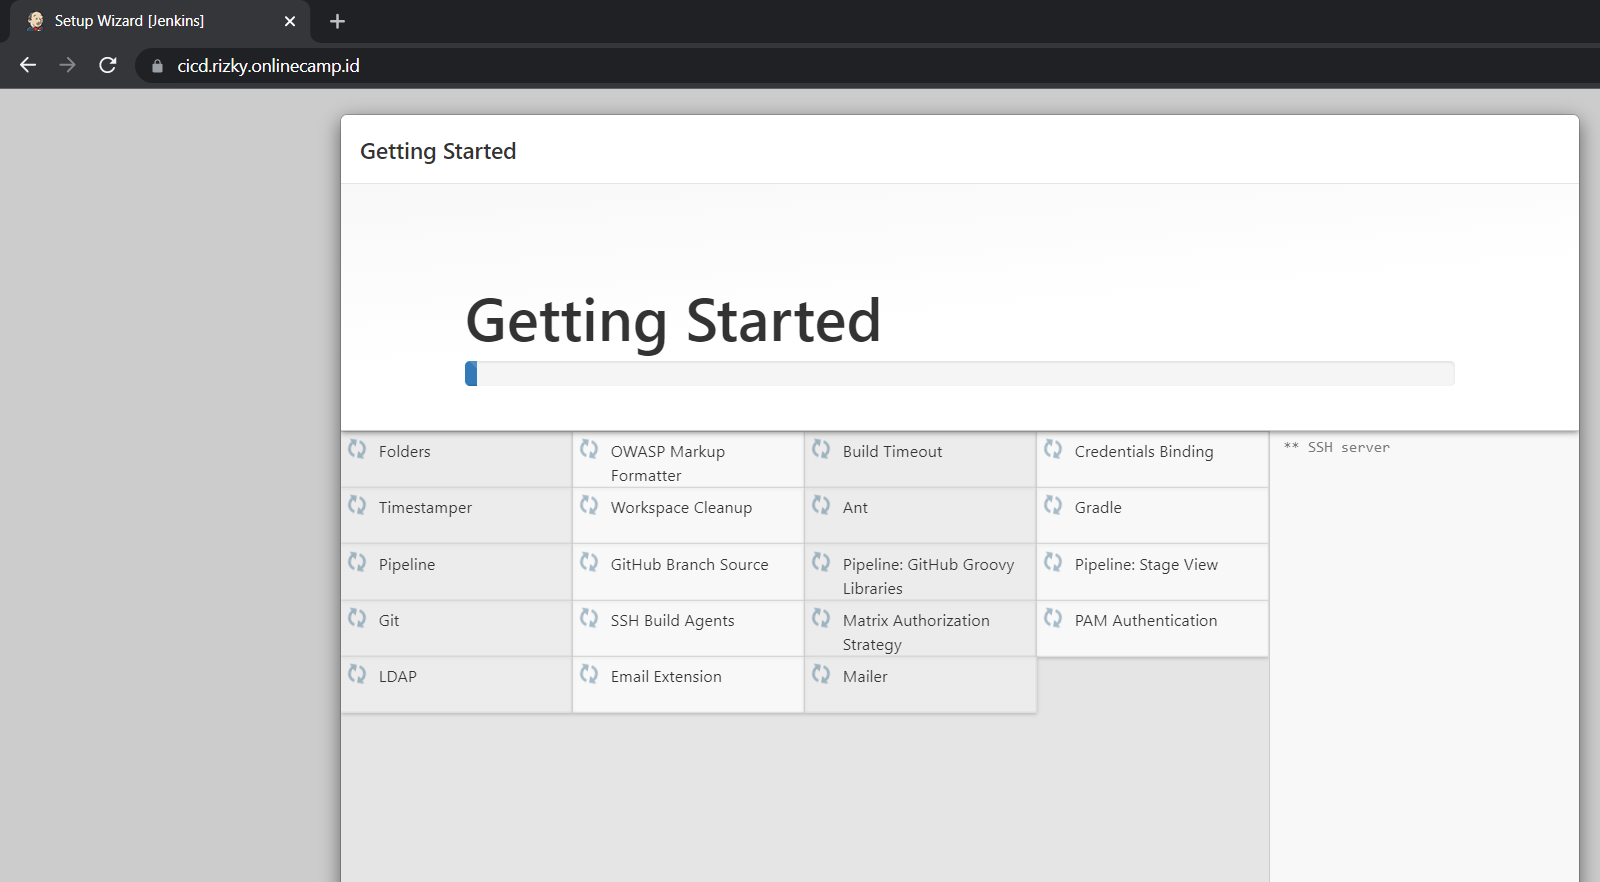 Setup Wizard [Jenkins]
cicd.rizky.onlinecamp.id
Getting Started
Getting Started
Folders
OWASP Markup
Formatter
Build Timeout
Credentials Binding
** SSH server
Timestamper
Workspace Cleanup
Ant
Gradle
Pipeline
GitHub Branch Source
Pipeline: GitHub Groovy
Libraries
Pipeline: Stage View
Git
SSH Build Agents
Matrix Authorization
Strategy
PAM Authentication
LDAP
Email Extension
Mailer